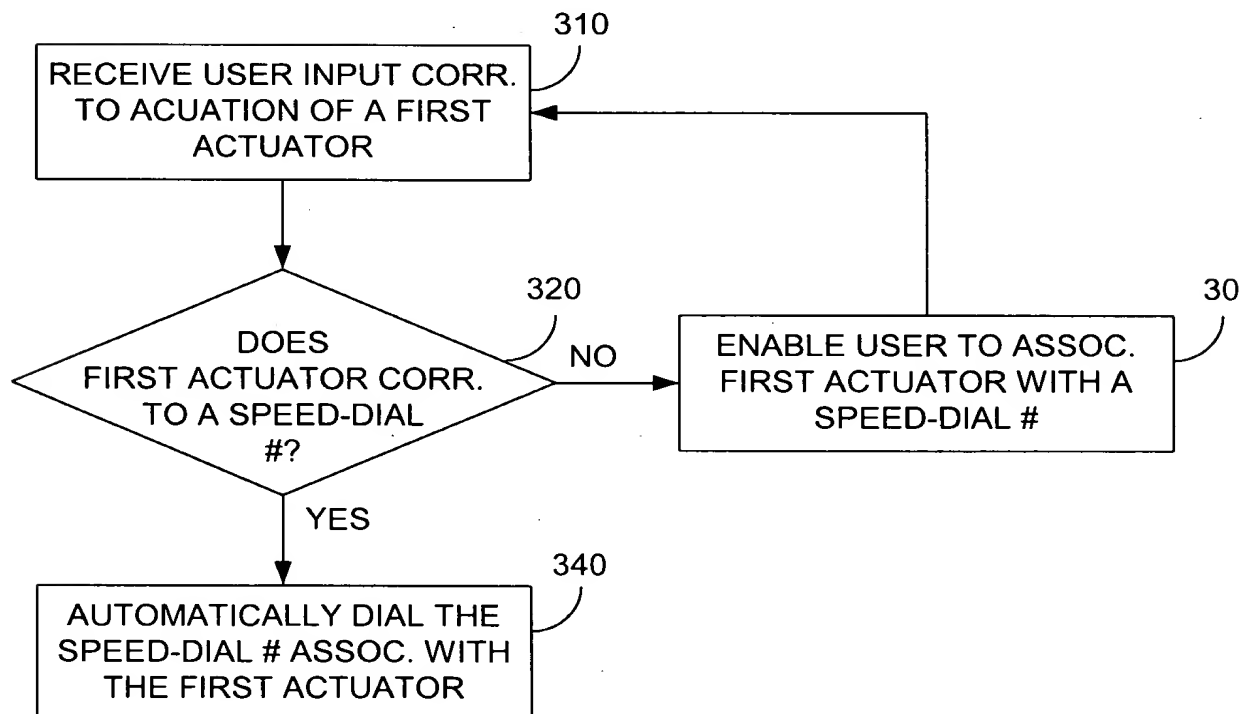 310
RECEIVE USER INPUT CORR.
TO ACUATION OF A FIRST
ACTUATOR
320
DOES
FIRST ACTUATOR CORR.
TO A SPEED-DIAL
#?
NO
30
ENABLE USER TO ASSOC.
FIRST ACTUATOR WITH A
SPEED-DIAL #
YES
340
AUTOMATICALLY DIAL THE
SPEED-DIAL # ASSOC. WITH
THE FIRST ACTUATOR